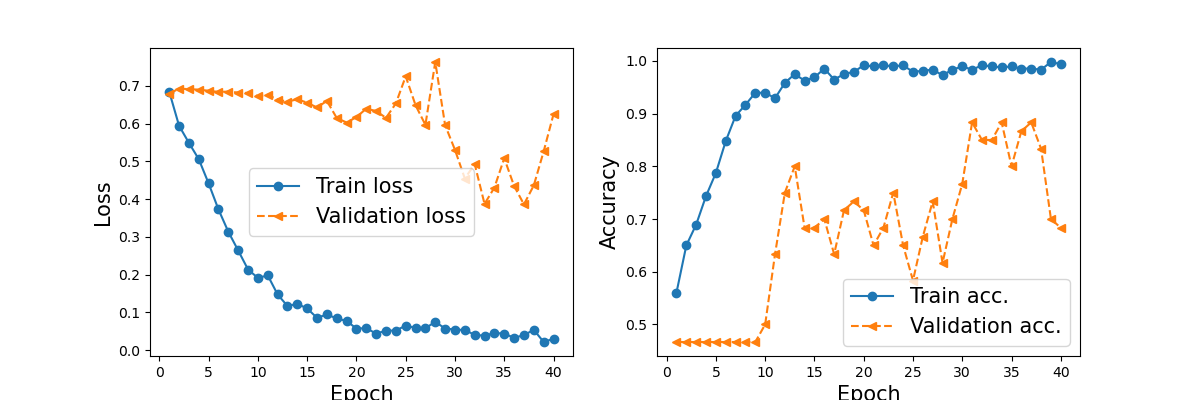 Loss
0.7
0.6
0.5
0.4
0.3
0.2
0.1
0.0
0 5 10 15 20 25 30 35 40
Epoch
Train loss
Validation loss
Accuracy
1.0
0.9
0.8
0.7
0.6
0.5
0 5 10 15 20 25 30 35 40
Epoch
Train acc.
Validation acc.